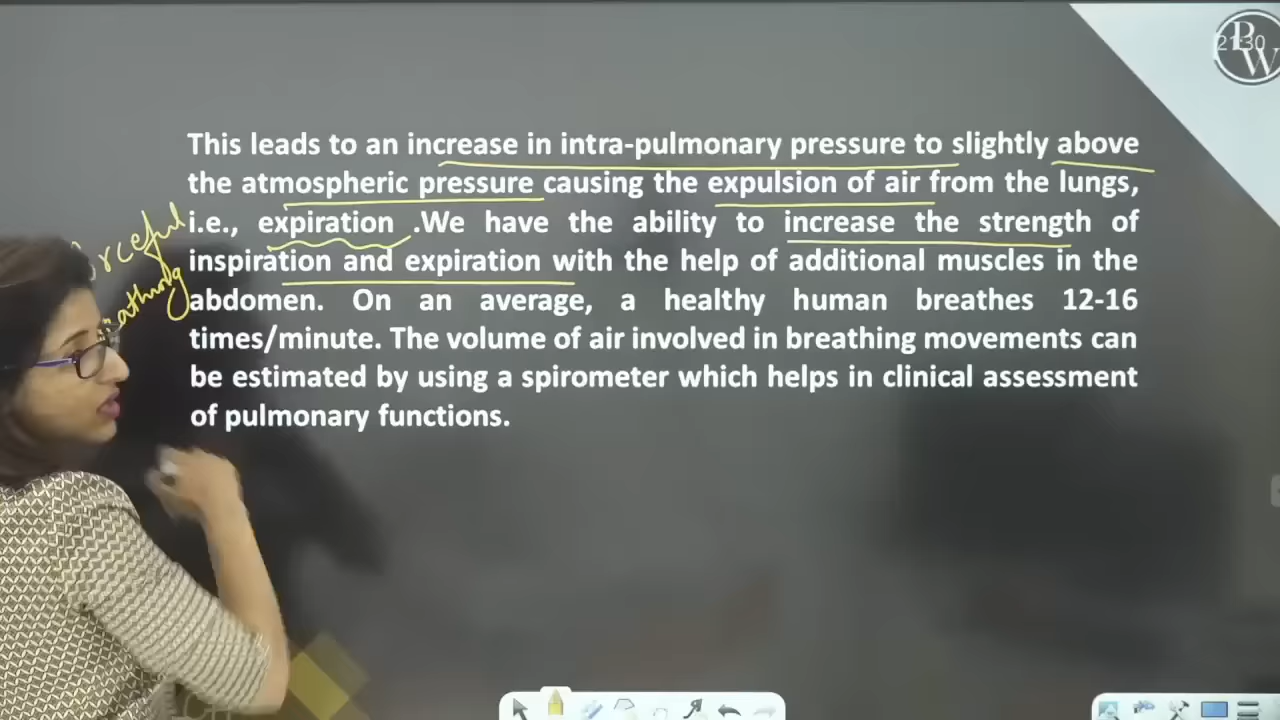 21:30
PW
This leads to an increase in intra-pulmonary pressure to slightly above
the atmospheric pressure causing the expulsion of air from the lungs,
i.e., expiration .We have the ability to increase the strength of
inspiration and expiration with the help of additional muscles in the
abdomen. On an average, a healthy human breathes 12-16
times/minute. The volume of air involved in breathing movements can
be estimated by using a spirometer which helps in clinical assessment
of pulmonary functions.